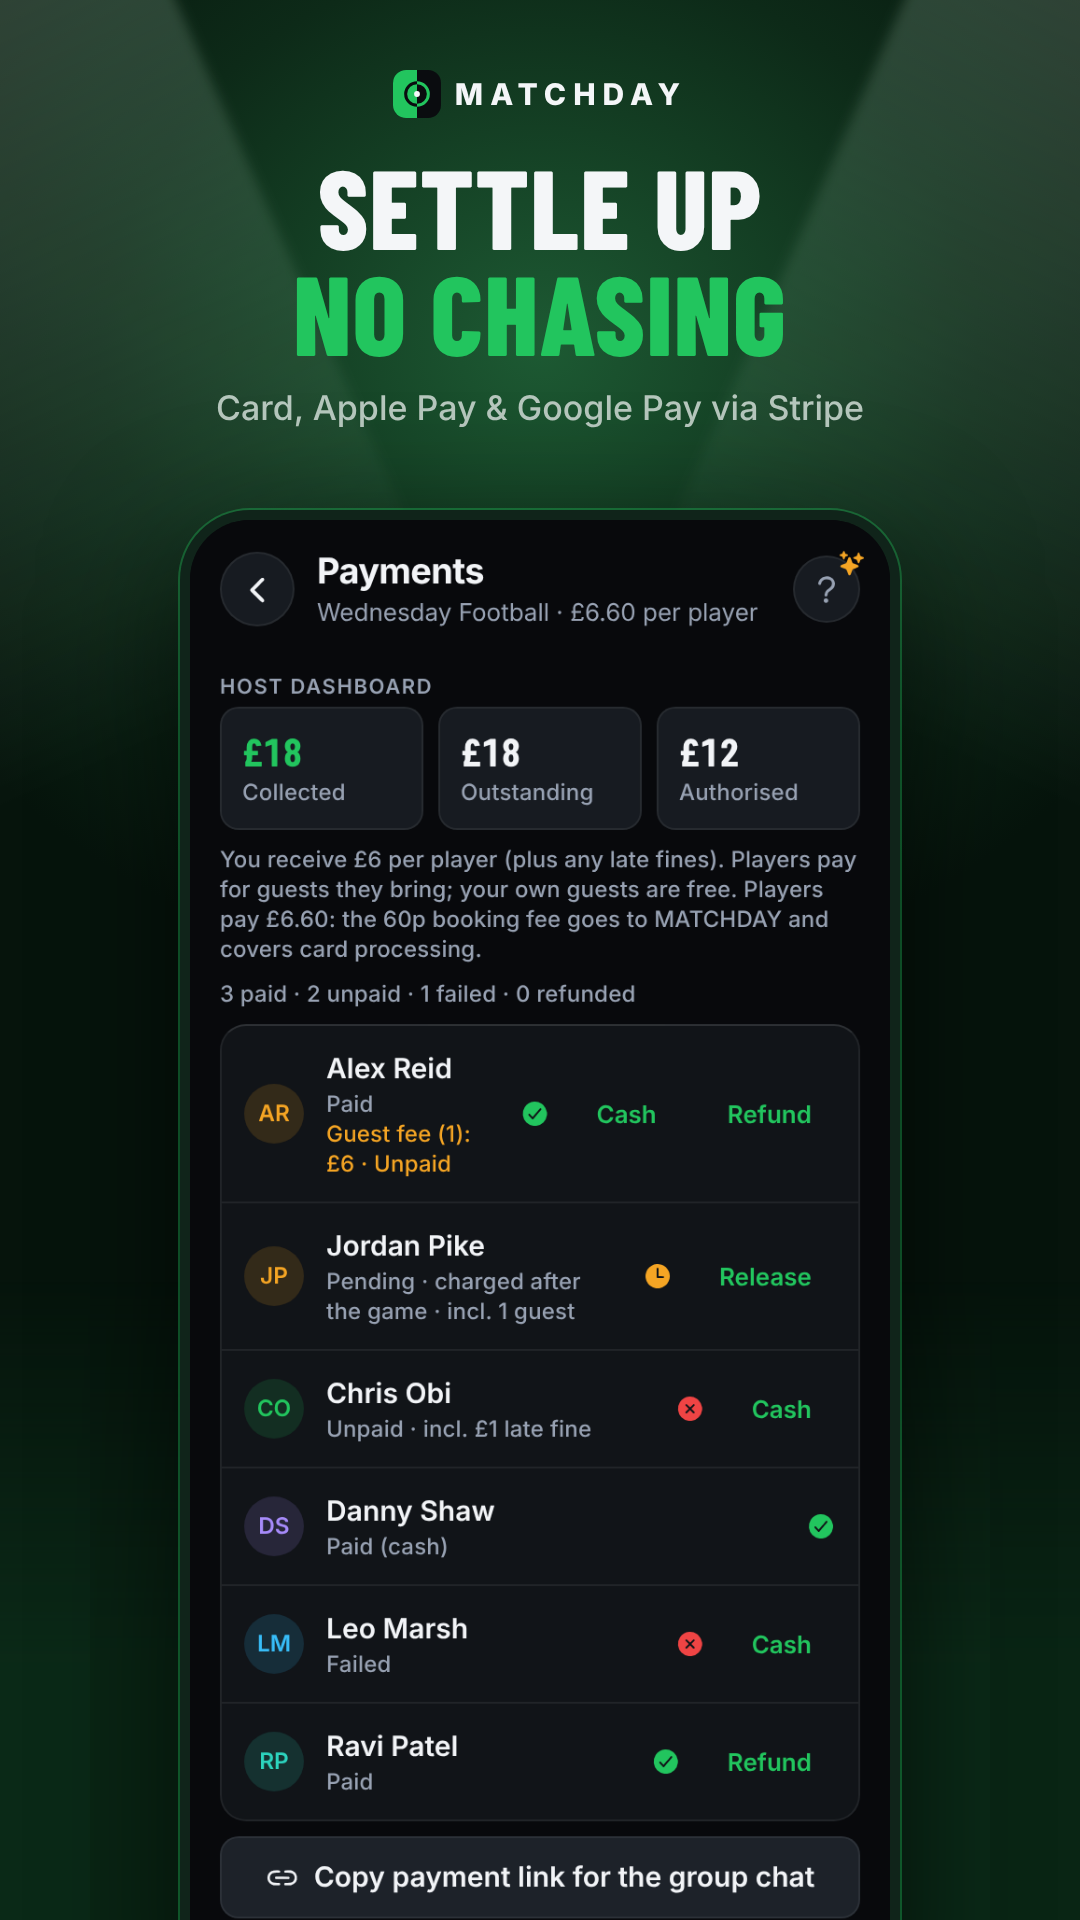 MATCHDAY
SETTLE UP
NO CHASING
Card, Apple Pay & Google Pay via Stripe
Payments
Wednesday Football · £6.60 per player
?
HOST DASHBOARD
£18
Collected
£18
Outstanding
£12
Authorised
You receive £6 per player (plus any late fines). Players pay
for guests they bring; your own guests are free. Players
pay £6.60: the 60p booking fee goes to MATCHDAY and
covers card processing.
3 paid · 2 unpaid · 1 failed · 0 refunded
AR
Alex Reid
Paid
Guest fee (1):
£6 · Unpaid
Cash
Refund
JP
Jordan Pike
Pending · charged after
the game · incl. 1 guest
Release
CO
Chris Obi
Unpaid · incl. £1 late fine
Cash
DS
Danny Shaw
Paid (cash)
LM
Leo Marsh
Failed
Cash
RP
Ravi Patel
Paid
Refund
Copy payment link for the group chat